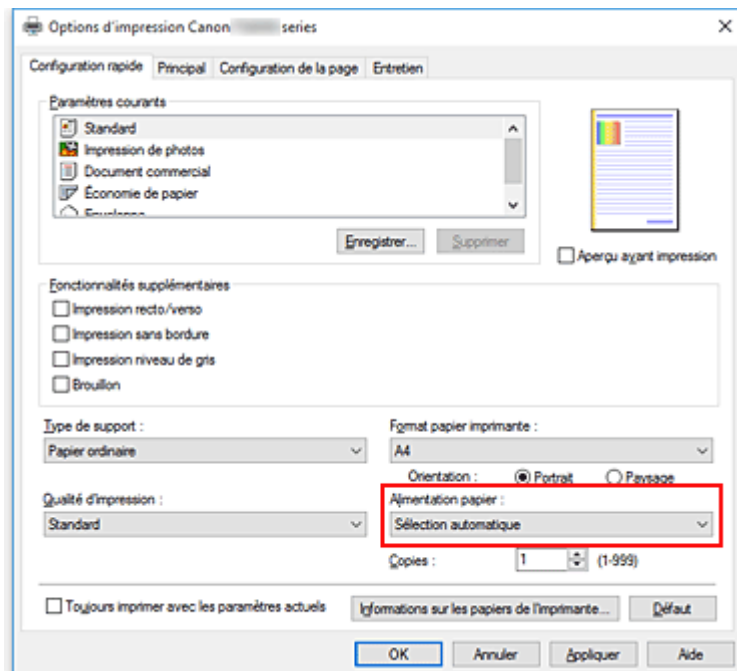 Options d'impression Canon series
Configuration rapide Principal Configuration de la page Entretien
Paramètres courants
Standard
Impression de photos
Document commercial
Économie de papier
Enregistrer... Supprimer
Aperçu avant impression
Fonctionnalités supplémentaires
Impression recto/verso
Impression sans bordure
Impression niveau de gris
Brouillon
Type de support : Format papier imprimante :
Papier ordinaire A4
Orientation : Portrait Paysage
Qualité d'impression : Alimentation papier :
Standard Sélection automatique
Copies : 1 (1-999)
Toujours imprimer avec les paramètres actuels Informations sur les papiers de l'imprimante... Défaut
OK Annuler Appliquer Aide